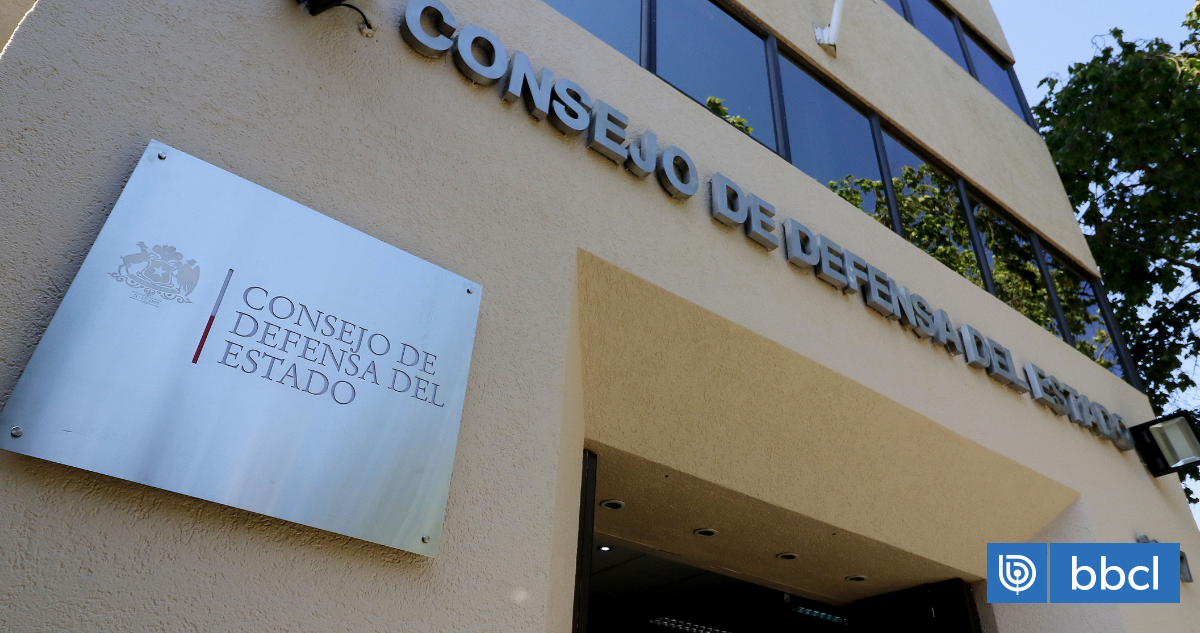 CONSEJO DE DEFENSA DEL ESTADO
CONSEJO DE
DEFENSA DEL
ESTADO
bbcl